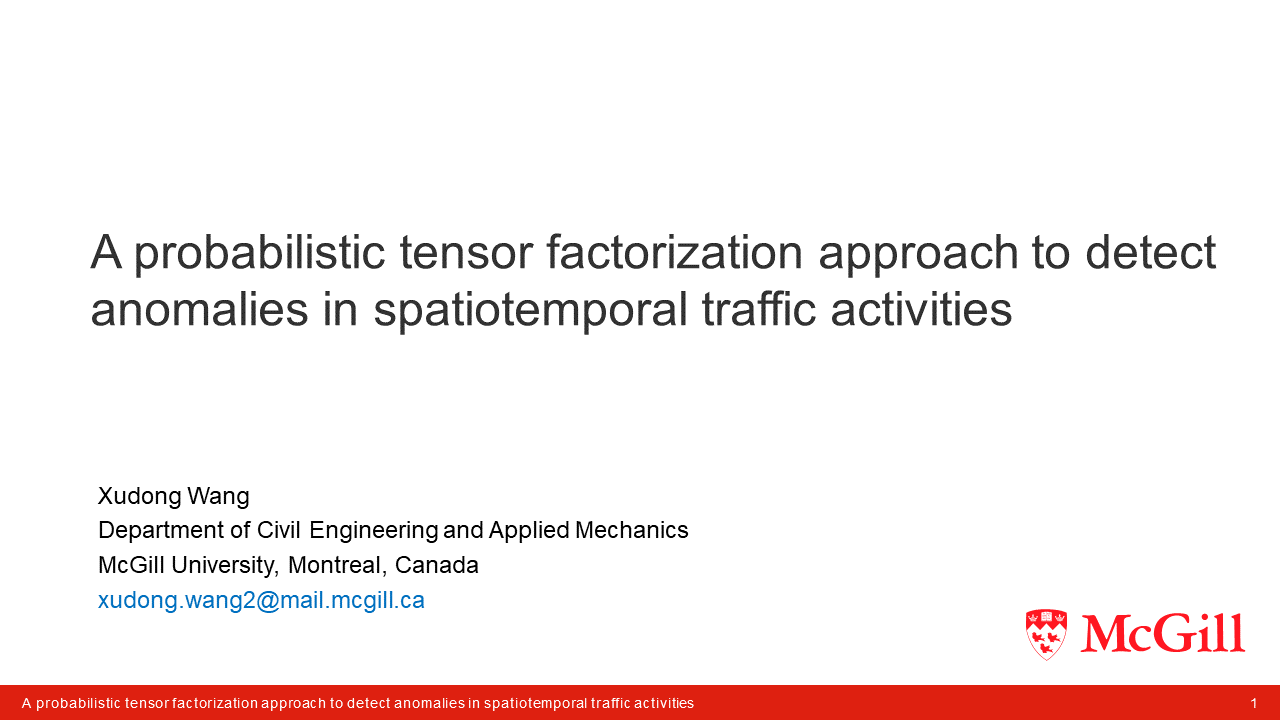 A probabilistic tensor factorization approach to detect
anomalies in spatiotemporal traffic activities
Xudong Wang
Department of Civil Engineering and Applied Mechanics
McGill University, Montreal, Canada
xudong.wang2@mail.mcgill.ca
McGill
A probabilistic tensor factorization approach to detect anomalies in spatiotemporal traffic activities
1